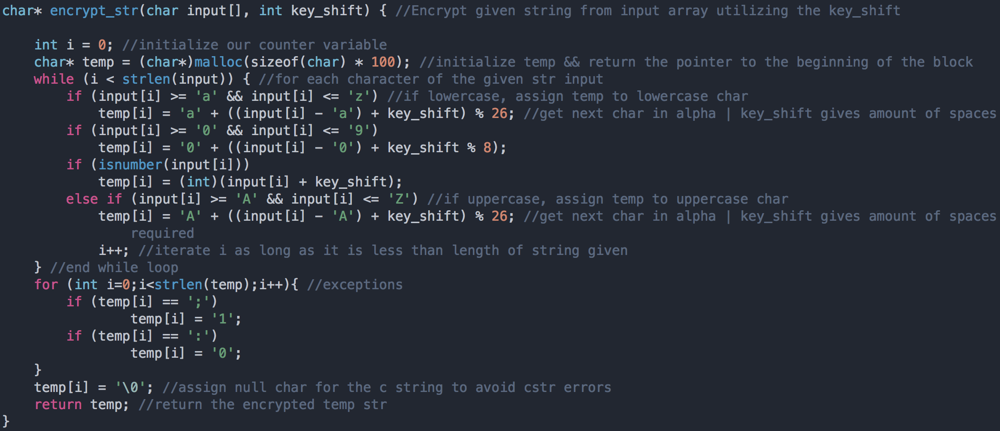 char* encrypt_str(char input[], int key_shift) { //Encrypt given string from input array utilizing the key_shift
int i = 0; //initialize our counter variable
char* temp = (char*)malloc(sizeof(char) * 100); //initialize temp && return the pointer to the beginning of the block
while (i < strlen(input)) { //for each character of the given str input
if (input[i] >= 'a' && input[i] <= 'z') //if lowercase, assign temp to lowercase char
temp[i] = 'a' + ((input[i] - 'a') + key_shift) % 26; //get next char in alpha | key_shift gives amount of spaces
if (input[i] >= '0' && input[i] <= '9')
temp[i] = '0' + ((input[i] - '0') + key_shift % 8);
if (isnumber(input[i]))
temp[i] = (int)(input[i] + key_shift);
else if (input[i] >= 'A' && input[i] <= 'Z') //if uppercase, assign temp to uppercase char
temp[i] = 'A' + ((input[i] - 'A') + key_shift) % 26; //get next char in alpha | key_shift gives amount of spaces
required
i++; //iterate i as long as it is less than length of string given
} //end while loop
for (int i=0;i<strlen(temp);i++){ //exceptions
if (temp[i] == ';')
temp[i] = '1';
if (temp[i] == ':')
temp[i] = '0';
}
temp[i] = '\0'; //assign null char for the c string to avoid cstr errors
return temp; //return the encrypted temp str
}